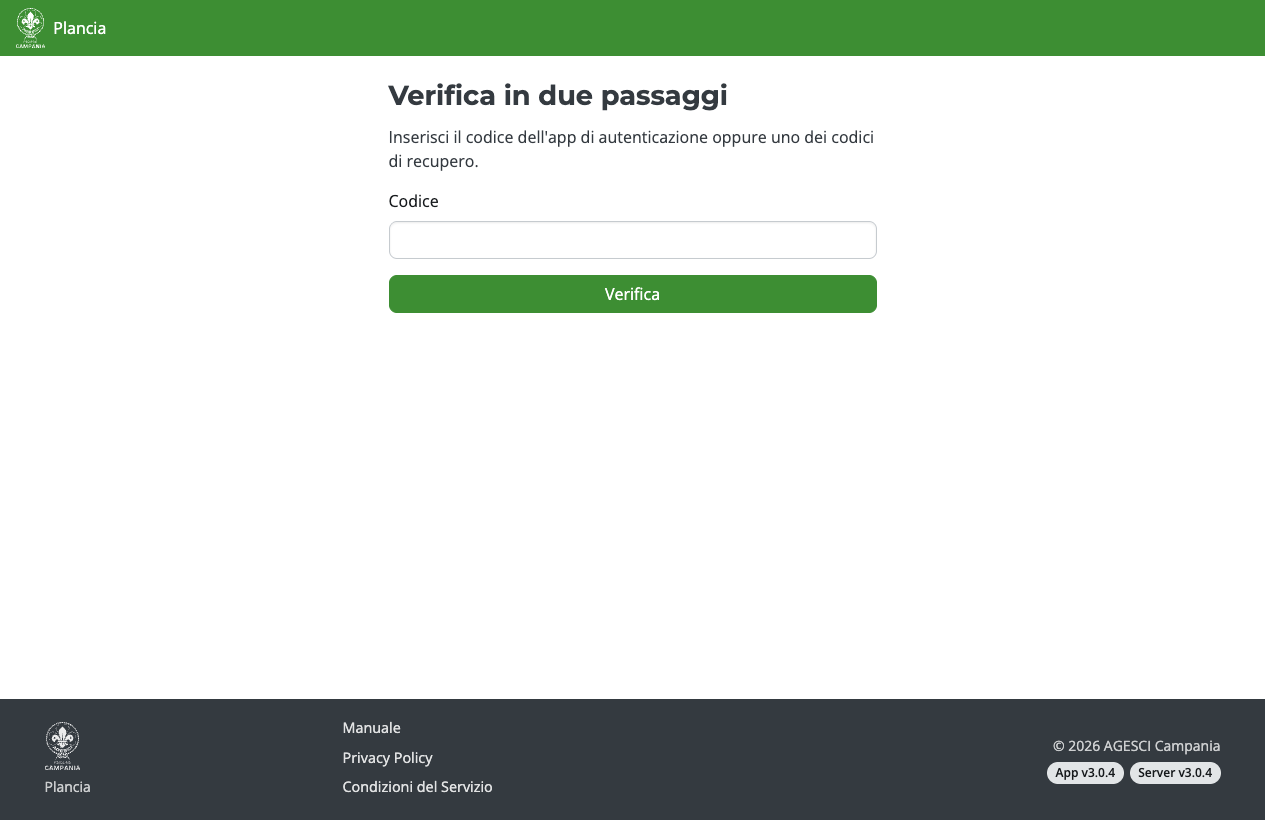 CAMPANIA
Plancia
Verifica in due passaggi
Inserisci il codice dell'app di autenticazione oppure uno dei codici
di recupero.
Codice
Verifica
CAMPANIA
Plancia
Manuale
Privacy Policy
Condizioni del Servizio
© 2026 AGESCI Campania
App v3.0.4
Server v3.0.4